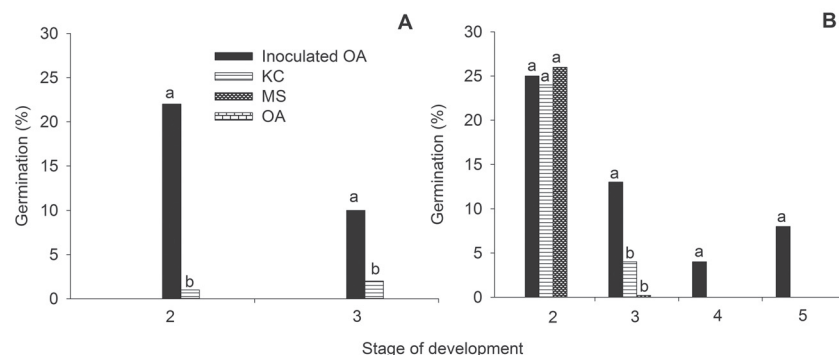 A
Inoculated OA
KC
MS
OA
Germination (%)
30
25
20
15
10
5
0
a
b
a
b
2
3
B
Germination (%)
30
25
20
15
10
5
0
a
a
a
a
b
b
a
a
2
3
4
5
Stage of development